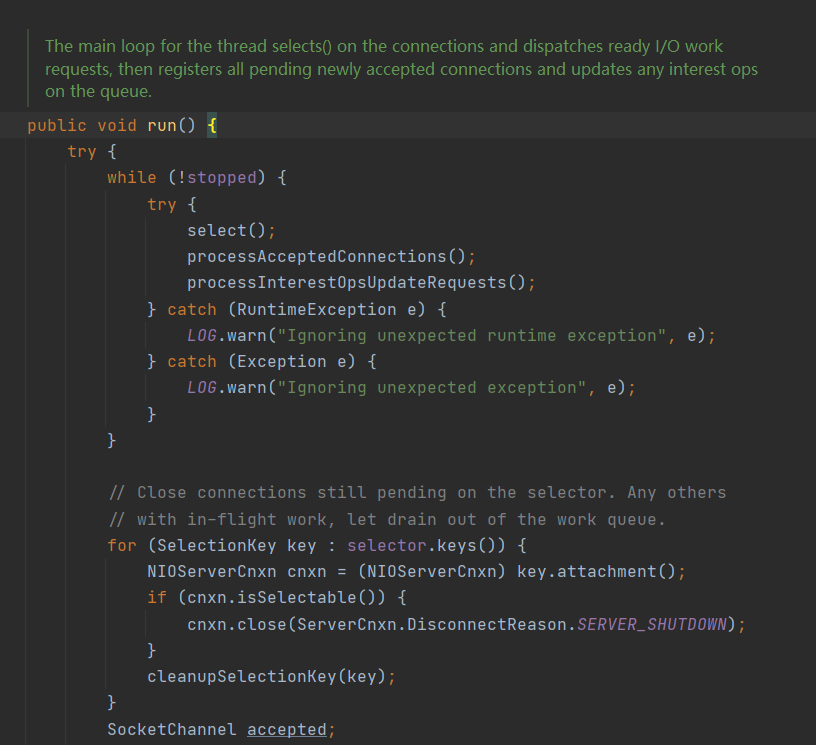 The main loop for the thread selects() on the connections and dispatches ready I/O work
requests, then registers all pending newly accepted connections and updates any interest ops
on the queue.
public void run() {
    try {
        while (!stopped) {
            try {
                select();
                processAcceptedConnections();
                processInterestOpsUpdateRequests();
            } catch (RuntimeException e) {
                LOG.warn("Ignoring unexpected runtime exception", e);
            } catch (Exception e) {
                LOG.warn("Ignoring unexpected exception", e);
            }
        }

        // Close connections still pending on the selector. Any others
        // with in-flight work, let drain out of the work queue.
        for (SelectionKey key : selector.keys()) {
            NIOServerCnxn cnxn = (NIOServerCnxn) key.attachment();
            if (cnxn.isSelectable()) {
                cnxn.close(ServerCnxn.DisconnectReason.SERVER_SHUTDOWN);
            }
            cleanupSelectionKey(key);
        }
        SocketChannel accepted;